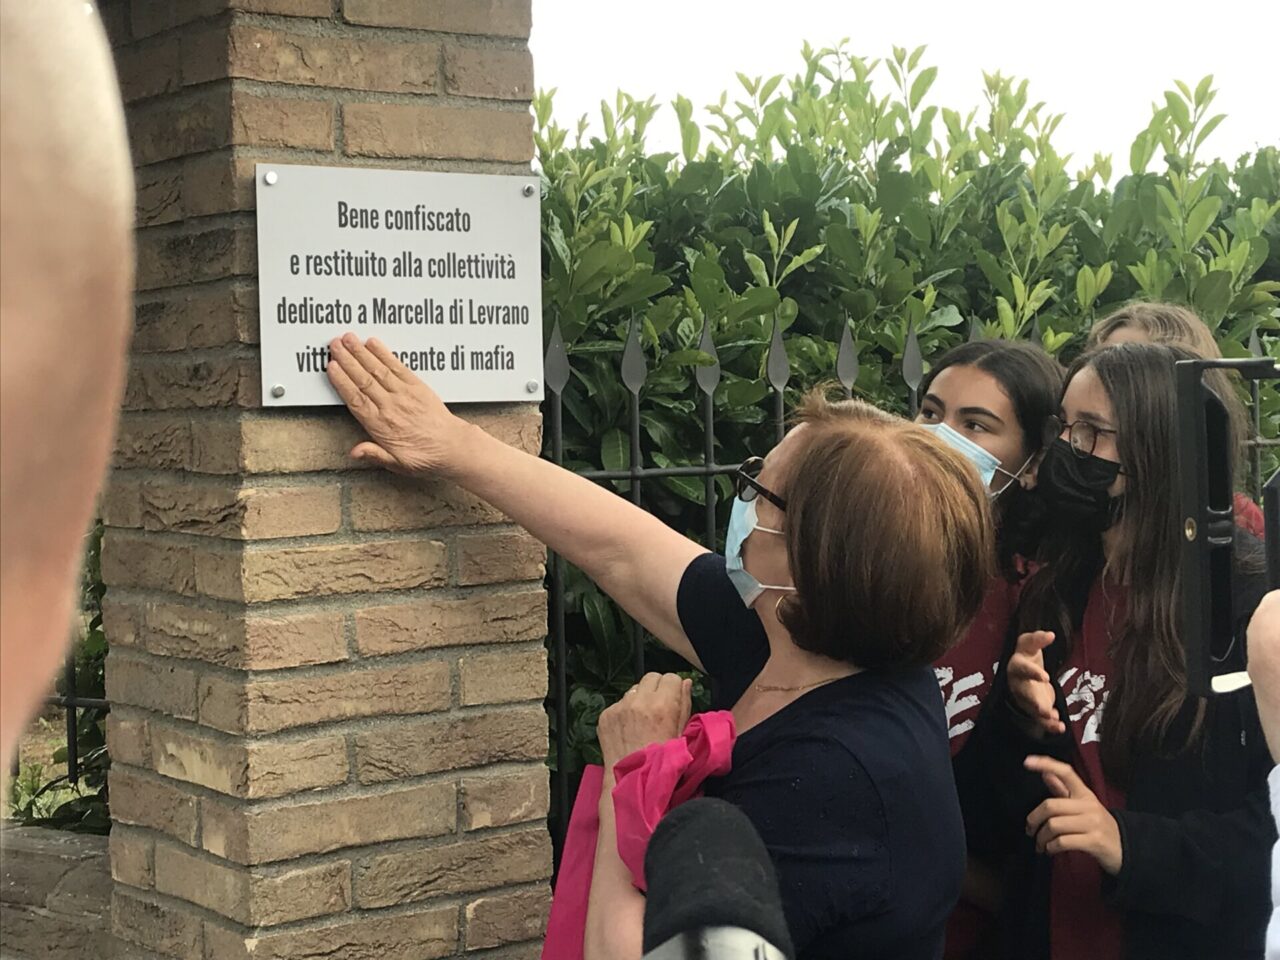 Bene confiscato
e restituito alla collettività
dedicato a Marcella di Levrano
di mafia